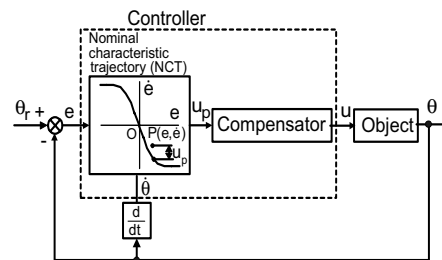 Controller
Nominal
characteristic
trajectory (NCT)
ė
θr + e
e
up
u
θ
O P(e,ė)
up
Compensator
Object
-
θ̇
d
dt